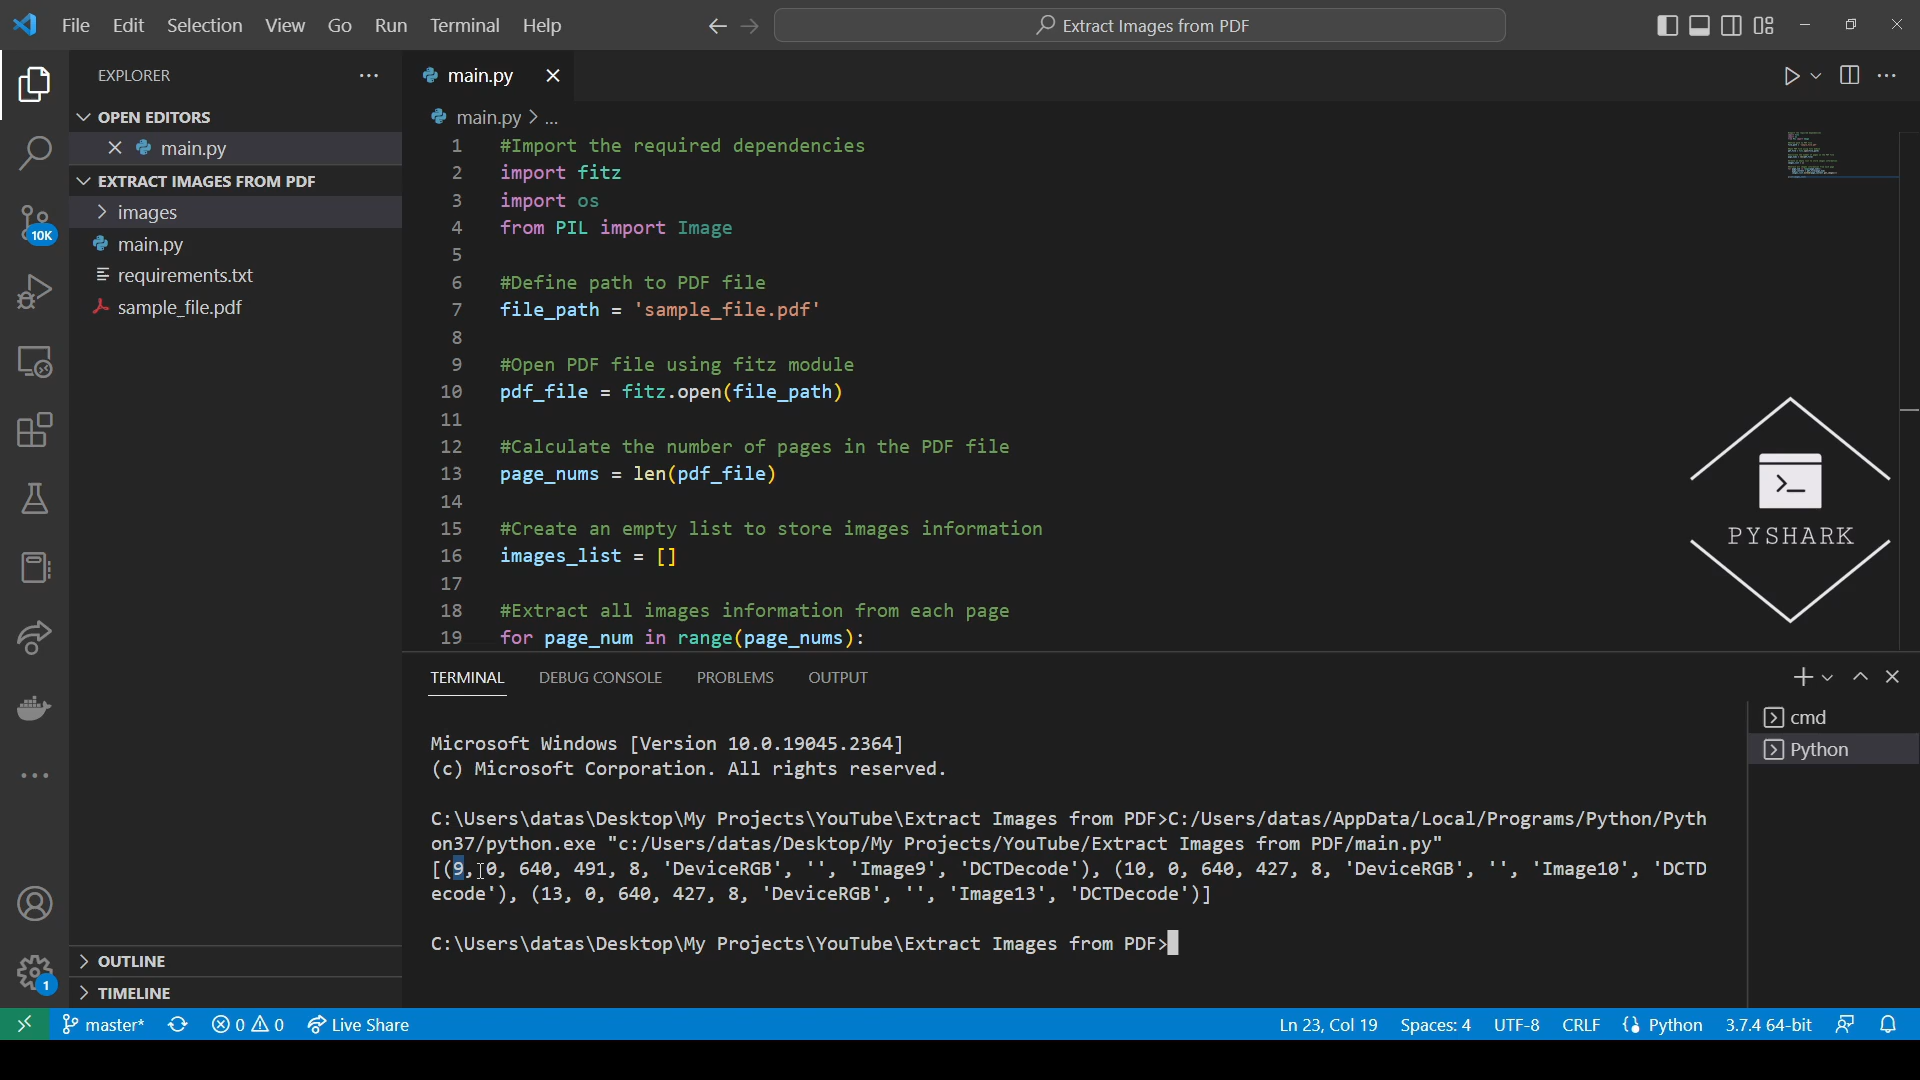 File Edit Selection View Go Run Terminal Help
Extract Images from PDF
EXPLORER
OPEN EDITORS
main.py
EXTRACT IMAGES FROM PDF
images
main.py
requirements.txt
sample_file.pdf
10K
OUTLINE
TIMELINE
1
main.py
main.py > ...
1 #Import the required dependencies
2 import fitz
3 import os
4 from PIL import Image
5
6 #Define path to PDF file
7 file_path = 'sample_file.pdf'
8
9 #Open PDF file using fitz module
10 pdf_file = fitz.open(file_path)
11
12 #Calculate the number of pages in the PDF file
13 page_nums = len(pdf_file)
14
15 #Create an empty list to store images information
16 images_list = []
17
18 #Extract all images information from each page
19 for page_num in range(page_nums):
PYSHARK
TERMINAL DEBUG CONSOLE PROBLEMS OUTPUT
cmd
Python
Microsoft Windows [Version 10.0.19045.2364]
(c) Microsoft Corporation. All rights reserved.
C:\Users\datas\Desktop\My Projects\YouTube\Extract Images from PDF>C:/Users/datas/AppData/Local/Programs/Python/Pyth
on37/python.exe "c:/Users/datas/Desktop/My Projects/YouTube/Extract Images from PDF/main.py"
[(9, 0, 640, 491, 8, 'DeviceRGB', '', 'Image9', 'DCTDecode'), (10, 0, 640, 427, 8, 'DeviceRGB', '', 'Image10', 'DCTD
ecode'), (13, 0, 640, 427, 8, 'DeviceRGB', '', 'Image13', 'DCTDecode')]
C:\Users\datas\Desktop\My Projects\YouTube\Extract Images from PDF>
master* 0 0 Live Share Ln 23, Col 19 Spaces: 4 UTF-8 CRLF Python 3.7.4 64-bit